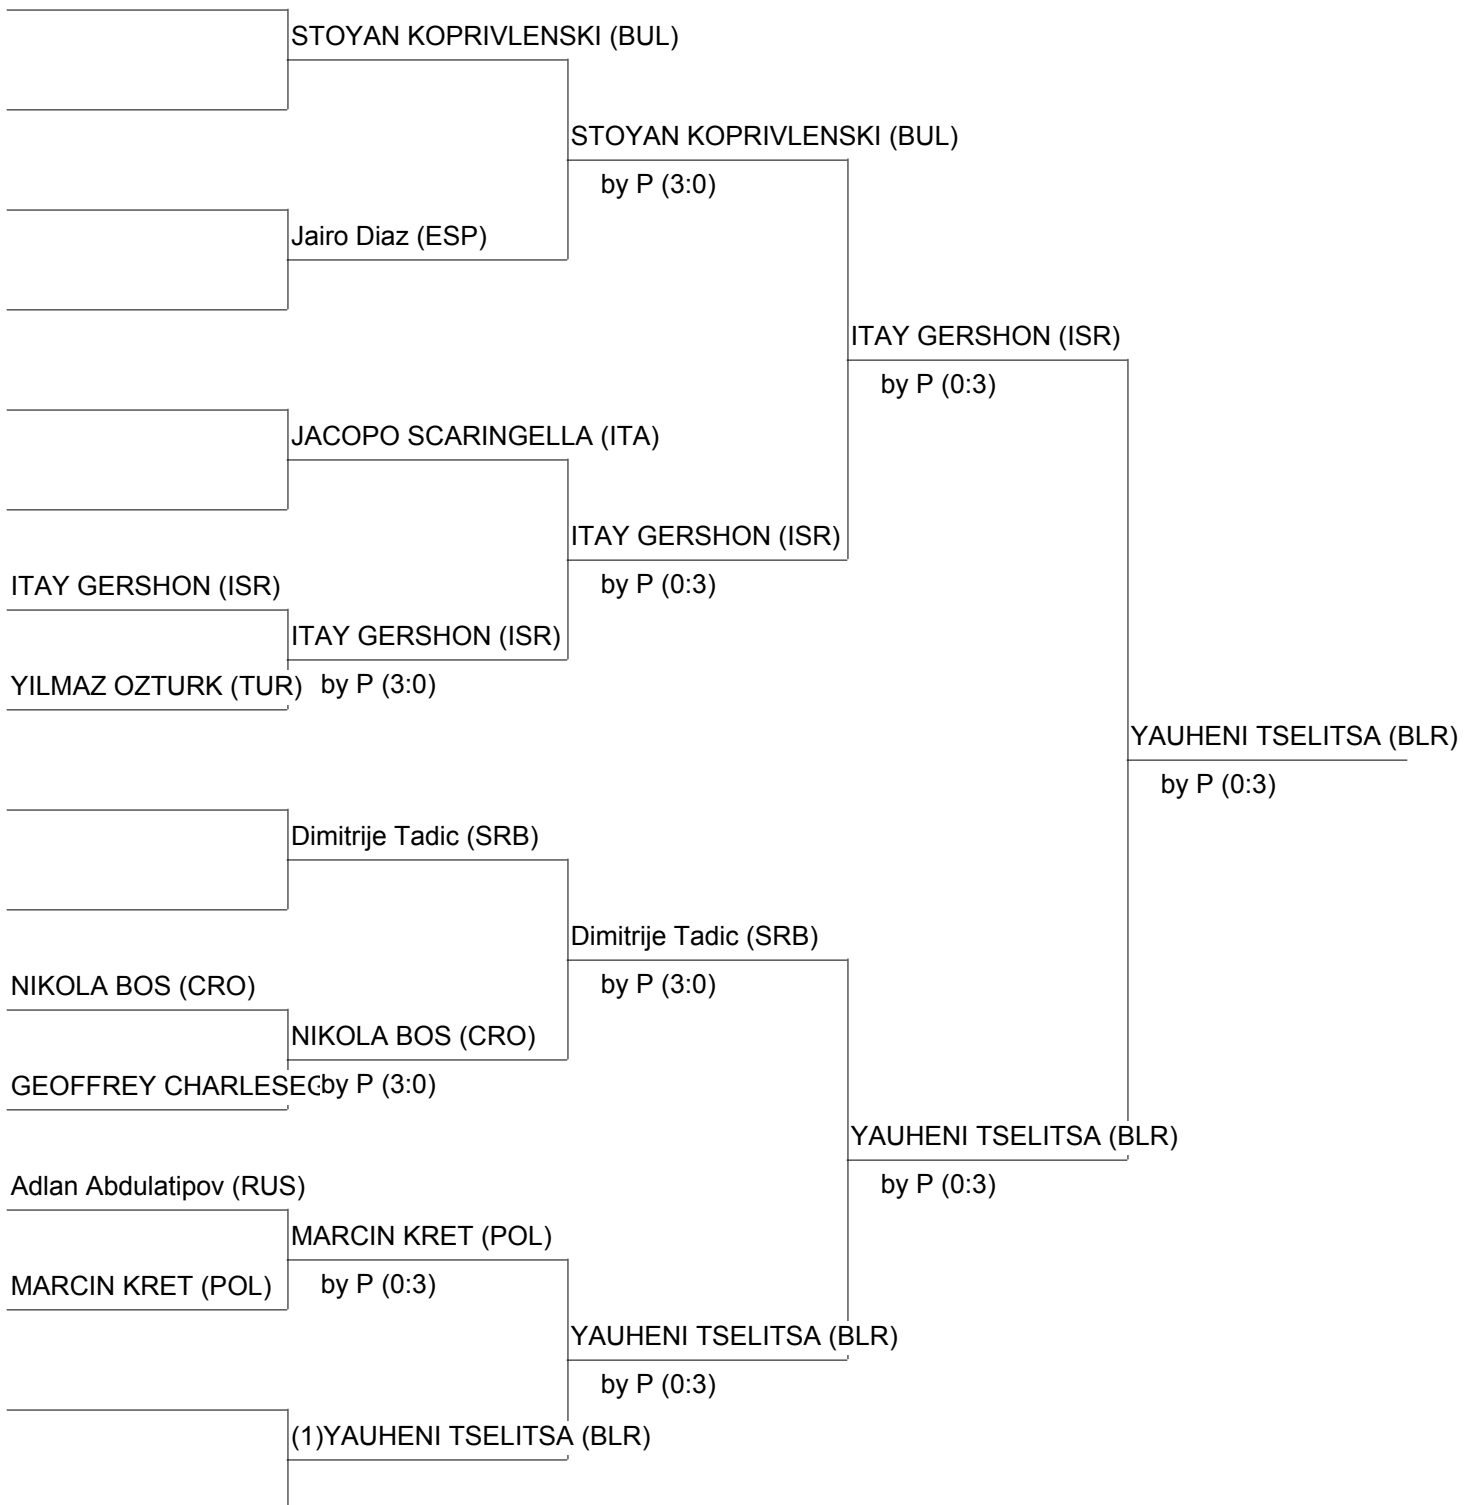 STOYAN KOPRIVLENSKI (BUL)
STOYAN KOPRIVLENSKI (BUL)
by P (3:0)
Jairo Diaz (ESP)
ITAY GERSHON (ISR)
by P (0:3)
JACOPO SCARINGELLA (ITA)
ITAY GERSHON (ISR)
by P (0:3)
ITAY GERSHON (ISR)
ITAY GERSHON (ISR)
YILMAZ OZTURK (TUR) by P (3:0)
YAUHENI TSELITSA (BLR)
by P (0:3)
Dimitrije Tadic (SRB)
Dimitrije Tadic (SRB)
by P (3:0)
NIKOLA BOS (CRO)
NIKOLA BOS (CRO)
GEOFFREY by P (3:0)
YAUHENI TSELITSA (BLR)
by P (0:3)
Adlan Abdulatipov (RUS)
MARCIN KRET (POL)
MARCIN KRET (POL) by P (0:3)
YAUHENI TSELITSA (BLR)
by P (0:3)
(1)YAUHENI TSELITSA (BLR)